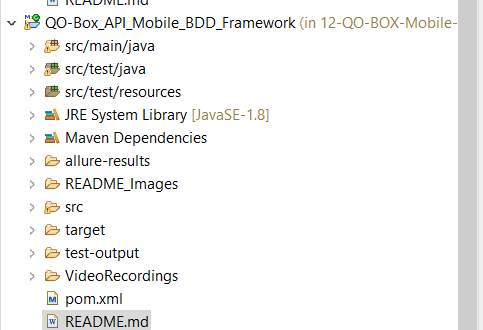 README.md
QO-Box_API_Mobile_BDD_Framework (in 12-QO-BOX-Mobile-
src/main/java
src/test/java
src/test/resources
JRE System Library [JavaSE-1.8]
Maven Dependencies
allure-results
README_Images
src
target
test-output
VideoRecordings
pom.xml
README.md